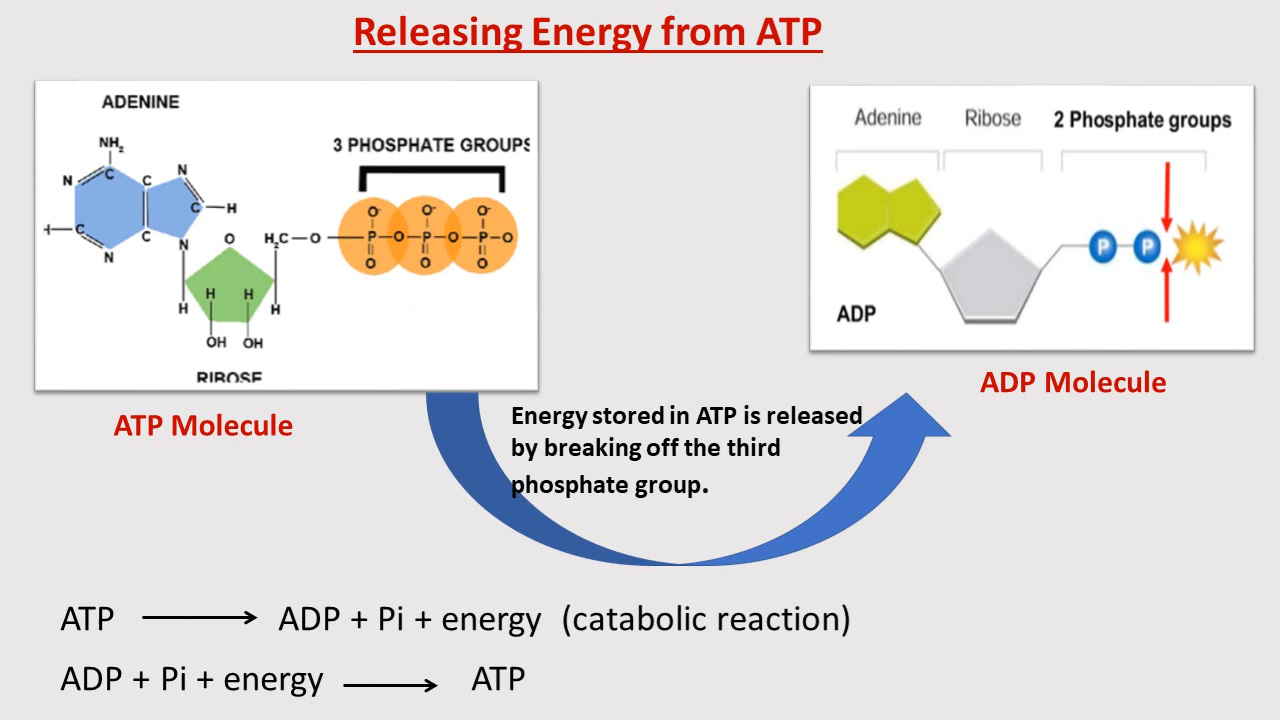 Releasing Energy from ATP
ADENINE
NH₂
N
C
C
N
C
H
H
C
C
N
N
3 PHOSPHATE GROUPS
O
H₂C
O
O⁻
O⁻
O⁻
P
O
P
O
P
O
O
O
O
H
H
H
H
OH
OH
RIBOSE
ATP Molecule
Adenine
Ribose
2 Phosphate groups
P
P
ADP
ADP Molecule
Energy stored in ATP is released
by breaking off the third
phosphate group.
ATP ADP + Pi + energy (catabolic reaction)
ADP + Pi + energy ATP